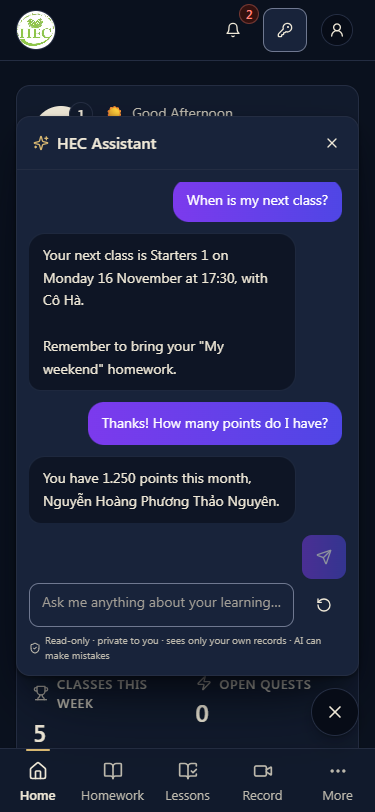 HEC
2
1
Good Afternoon
HEC Assistant
When is my next class?
Your next class is Starters 1 on
Monday 16 November at 17:30, with
Cô Hà.
Remember to bring your "My
weekend" homework.
Thanks! How many points do I have?
You have 1.250 points this month,
Nguyễn Hoàng Phương Thảo Nguyên.
Ask me anything about your learning...
Read-only · private to you · sees only your own records · AI can
make mistakes
CLASSES THIS
WEEK
5
OPEN QUESTS
0
Home
Homework
Lessons
Record
More